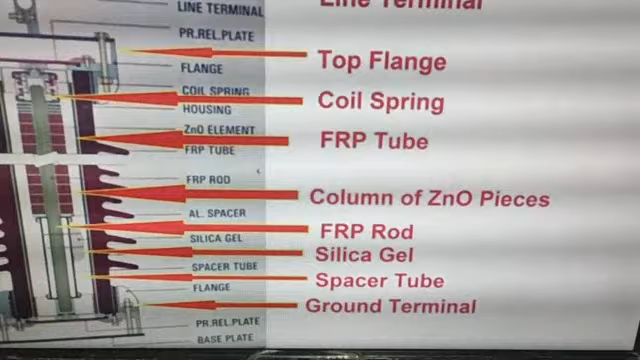 LINE TERMINAL
Line Terminal
PR.REL.PLATE
Top Flange
FLANGE
COIL SPRING
Coil Spring
HOUSING
ZnO ELEMENT
FRP Tube
FRP TUBE
FRP ROD
Column of ZnO Pieces
AL. SPACER
FRP Rod
SILICA GEL
Silica Gel
SPACER TUBE
Spacer Tube
FLANGE
Ground Terminal
PR.REL.PLATE
BASE PLATE